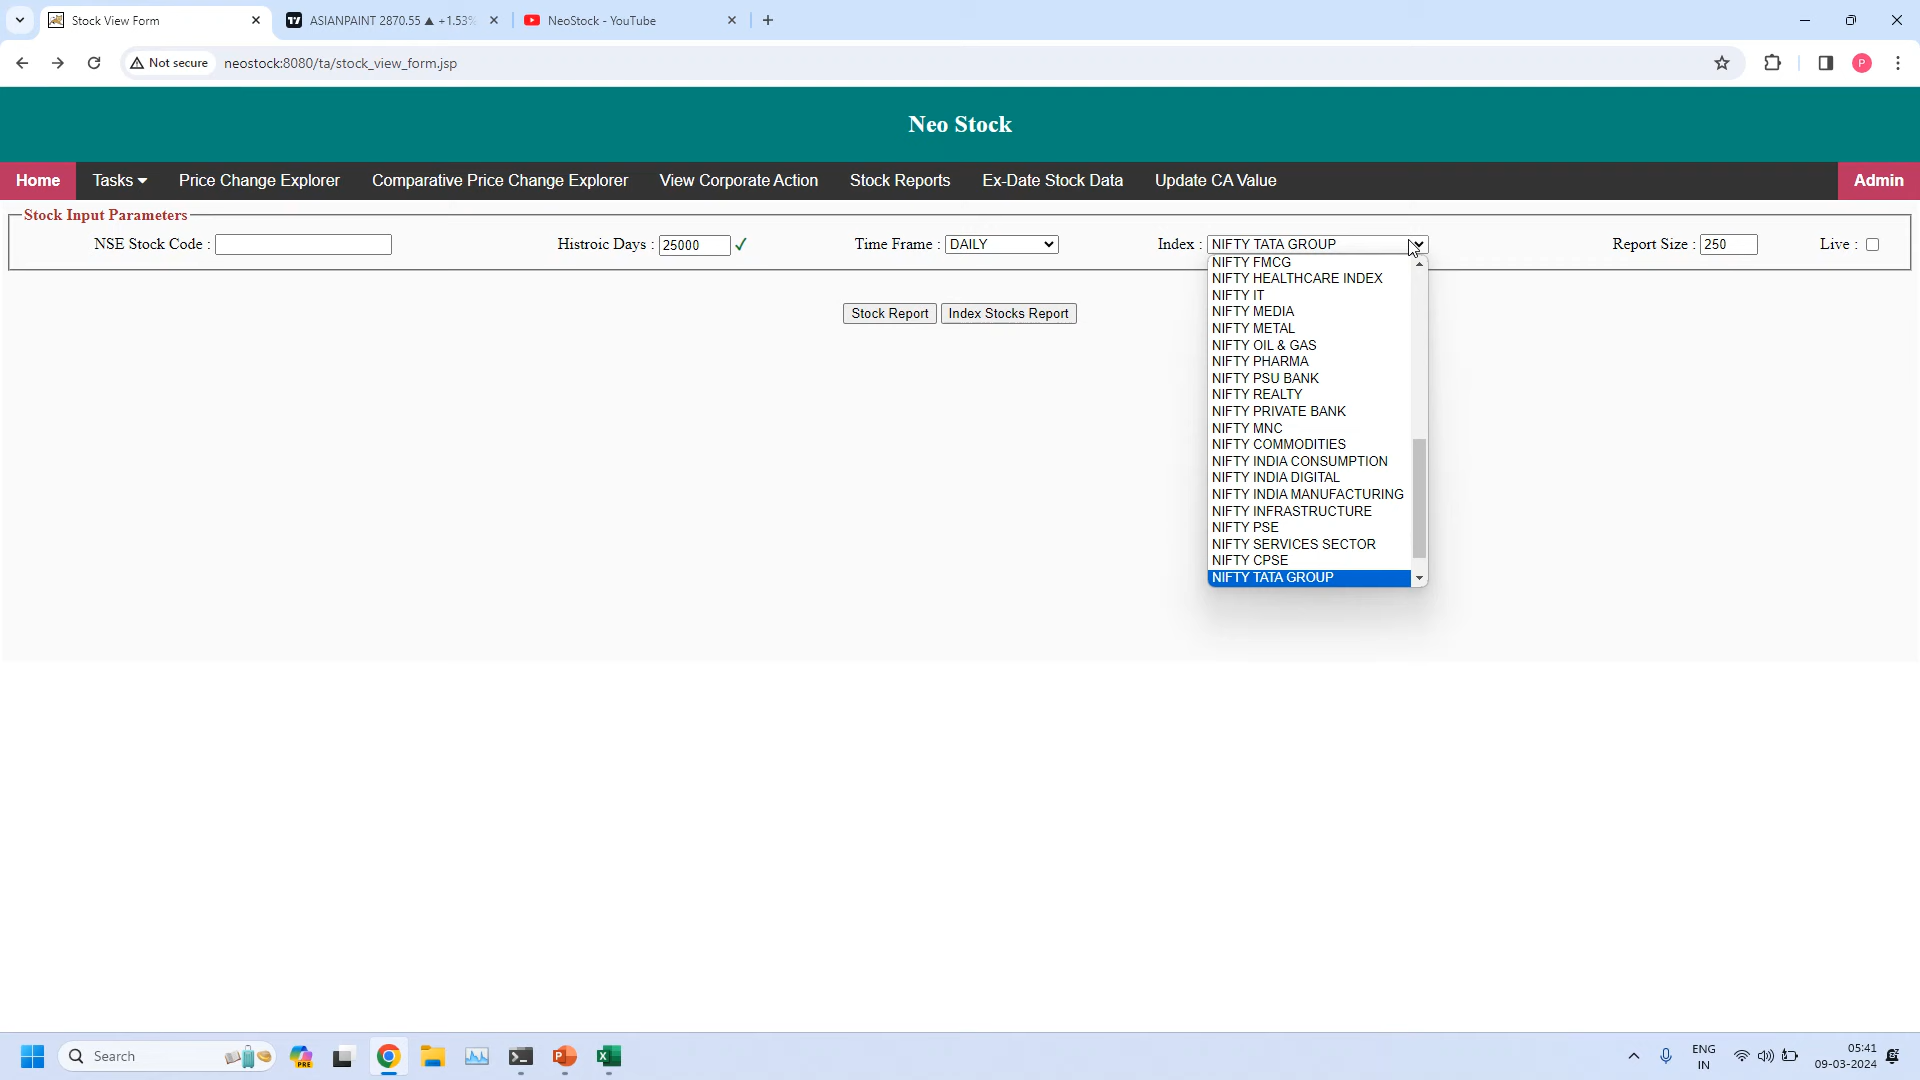 Stock View Form
ASIANPAINT 2870.55 ▲ +1.53%
NeoStock - YouTube
Not secure
neostock:8080/ta/stock_view_form.jsp
P
Neo Stock
Home
Tasks
Price Change Explorer
Comparative Price Change Explorer
View Corporate Action
Stock Reports
Ex-Date Stock Data
Update CA Value
Admin
Stock Input Parameters
NSE Stock Code :
Histroic Days : 25000 ✓
Time Frame : DAILY
Index : NIFTY TATA GROUP
Report Size : 250
Live :
NIFTY FMCG
NIFTY HEALTHCARE INDEX
NIFTY IT
NIFTY MEDIA
NIFTY METAL
NIFTY OIL & GAS
NIFTY PHARMA
NIFTY PSU BANK
NIFTY REALTY
NIFTY PRIVATE BANK
NIFTY MNC
NIFTY COMMODITIES
NIFTY INDIA CONSUMPTION
NIFTY INDIA DIGITAL
NIFTY INDIA MANUFACTURING
NIFTY INFRASTRUCTURE
NIFTY PSE
NIFTY SERVICES SECTOR
NIFTY CPSE
NIFTY TATA GROUP
Stock Report
Index Stocks Report
Search
PRE
ENG
IN
05:41
09-03-2024